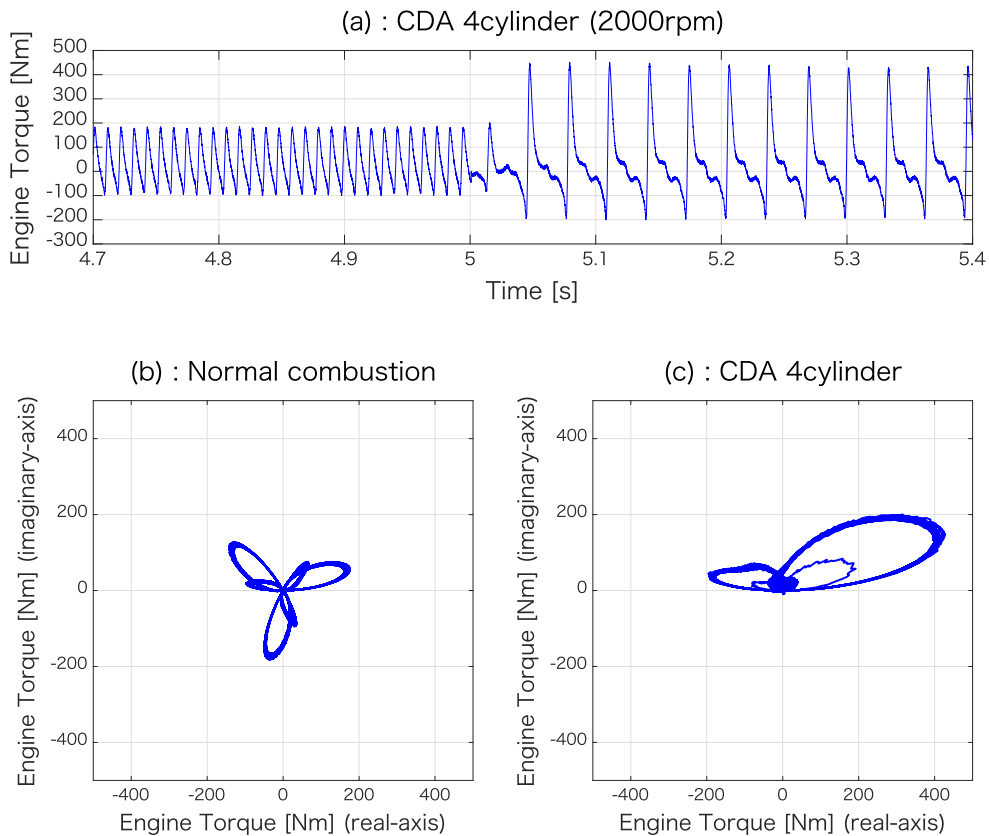 (a) : CDA 4cylinder (2000rpm)
Engine Torque [Nm]
500
400
300
200
100
0
-100
-200
-300
4.7 4.8 4.9 5 5.1 5.2 5.3 5.4
Time [s]
(b) : Normal combustion
Engine Torque [Nm] (imaginary-axis)
400
200
0
-200
-400
-400 -200 0 200 400
Engine Torque [Nm] (real-axis)
(c) : CDA 4cylinder
Engine Torque [Nm] (imaginary-axis)
400
200
0
-200
-400
-400 -200 0 200 400
Engine Torque [Nm] (real-axis)